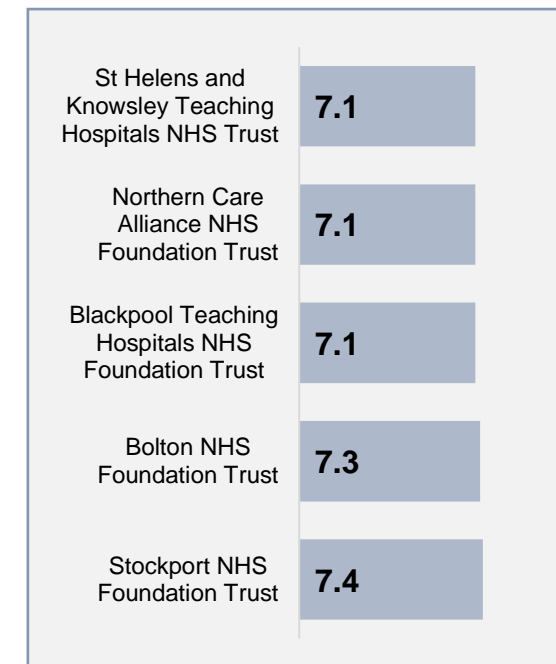 St Helens and
Knowsley Teaching
Hospitals NHS Trust
7.1
Northern Care
Alliance NHS
Foundation Trust
7.1
Blackpool Teaching
Hospitals NHS
Foundation Trust
7.1
Bolton NHS
Foundation Trust
7.3
Stockport NHS
Foundation Trust
7.4